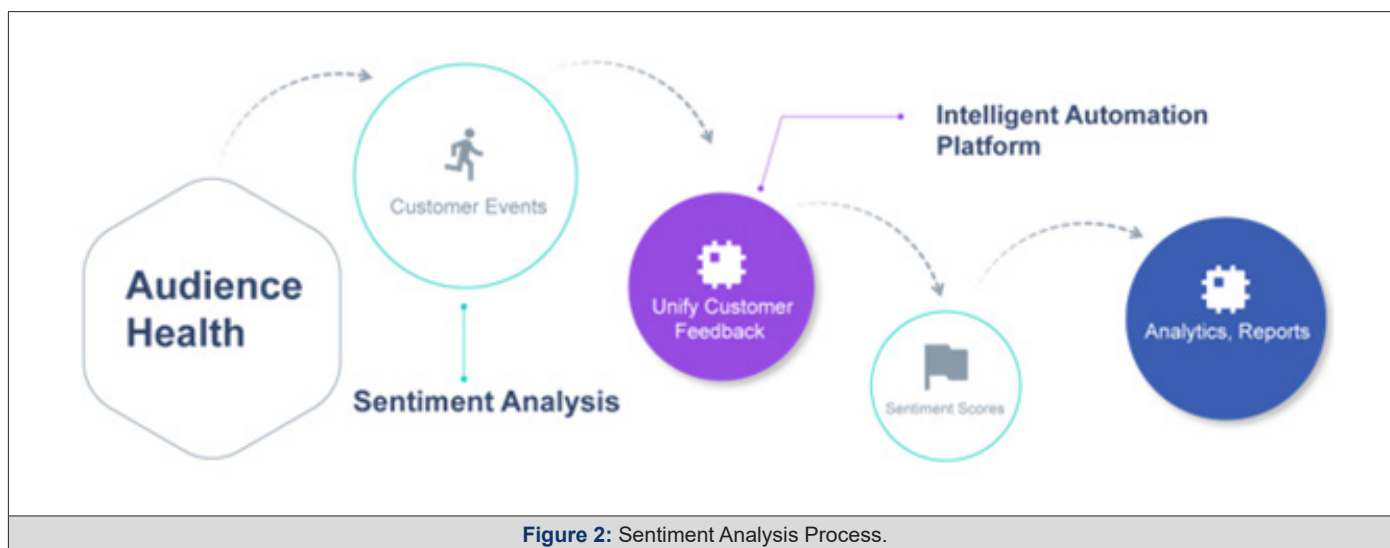 Audience
Health
Customer Events
Sentiment Analysis
Intelligent Automation
Platform
Unify Customer
Feedback
Sentiment Scores
Analytics, Reports
Figure 2: Sentiment Analysis Process.